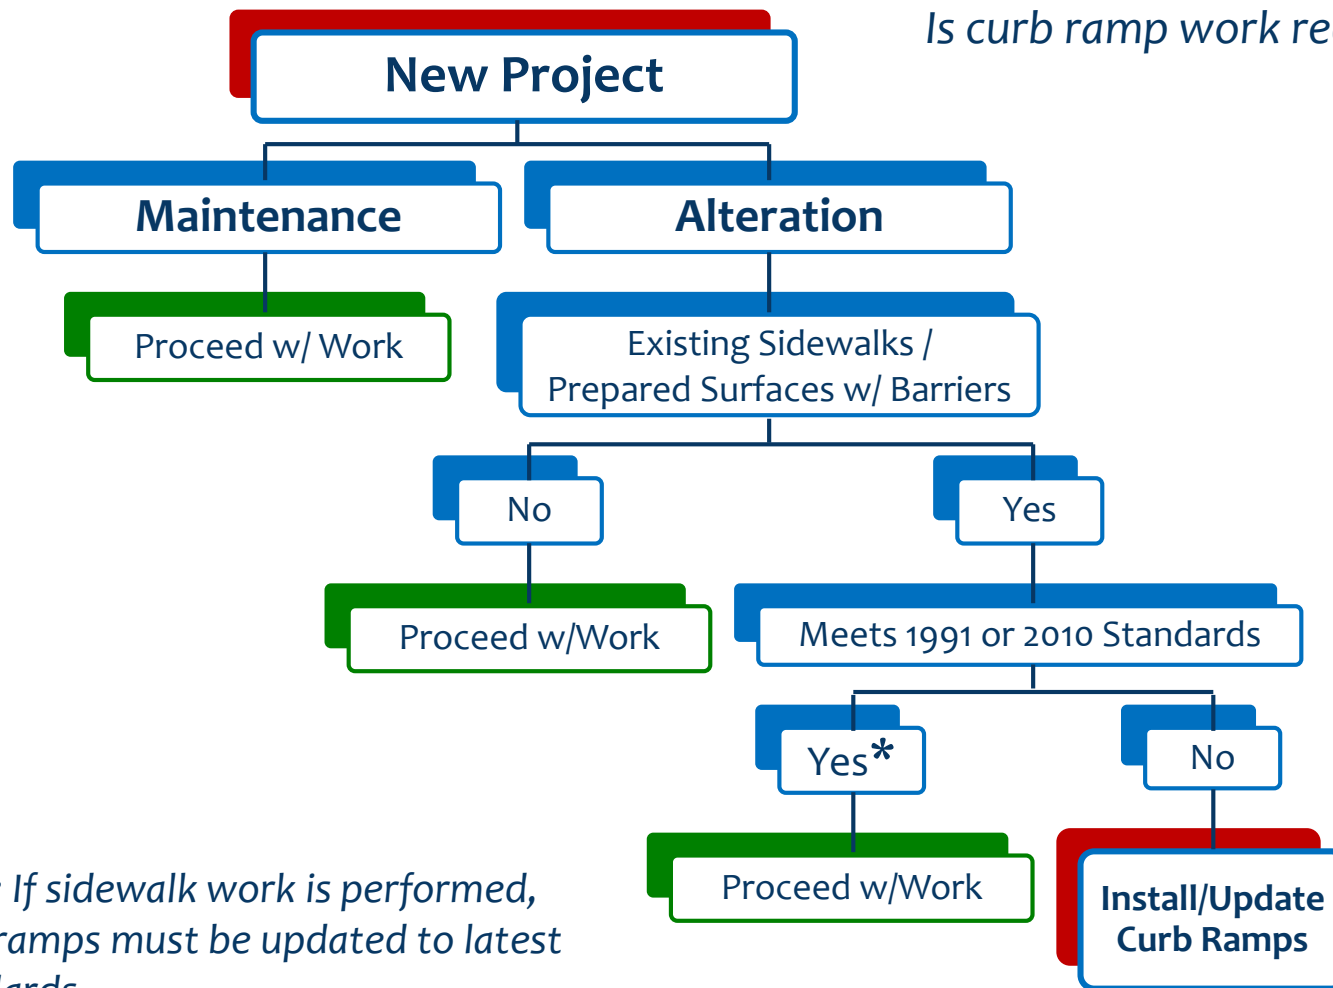 Is curb ramp work
New Project
Maintenance
Alteration
Proceed w/ Work
Existing Sidewalks /
Prepared Surfaces w/ Barriers
No
Yes
Proceed w/Work
Meets 1991 or 2010 Standards
Yes*
No
Proceed w/Work
Install/Update
Curb Ramps
: If sidewalk work is performed,
ramps must be updated to latest